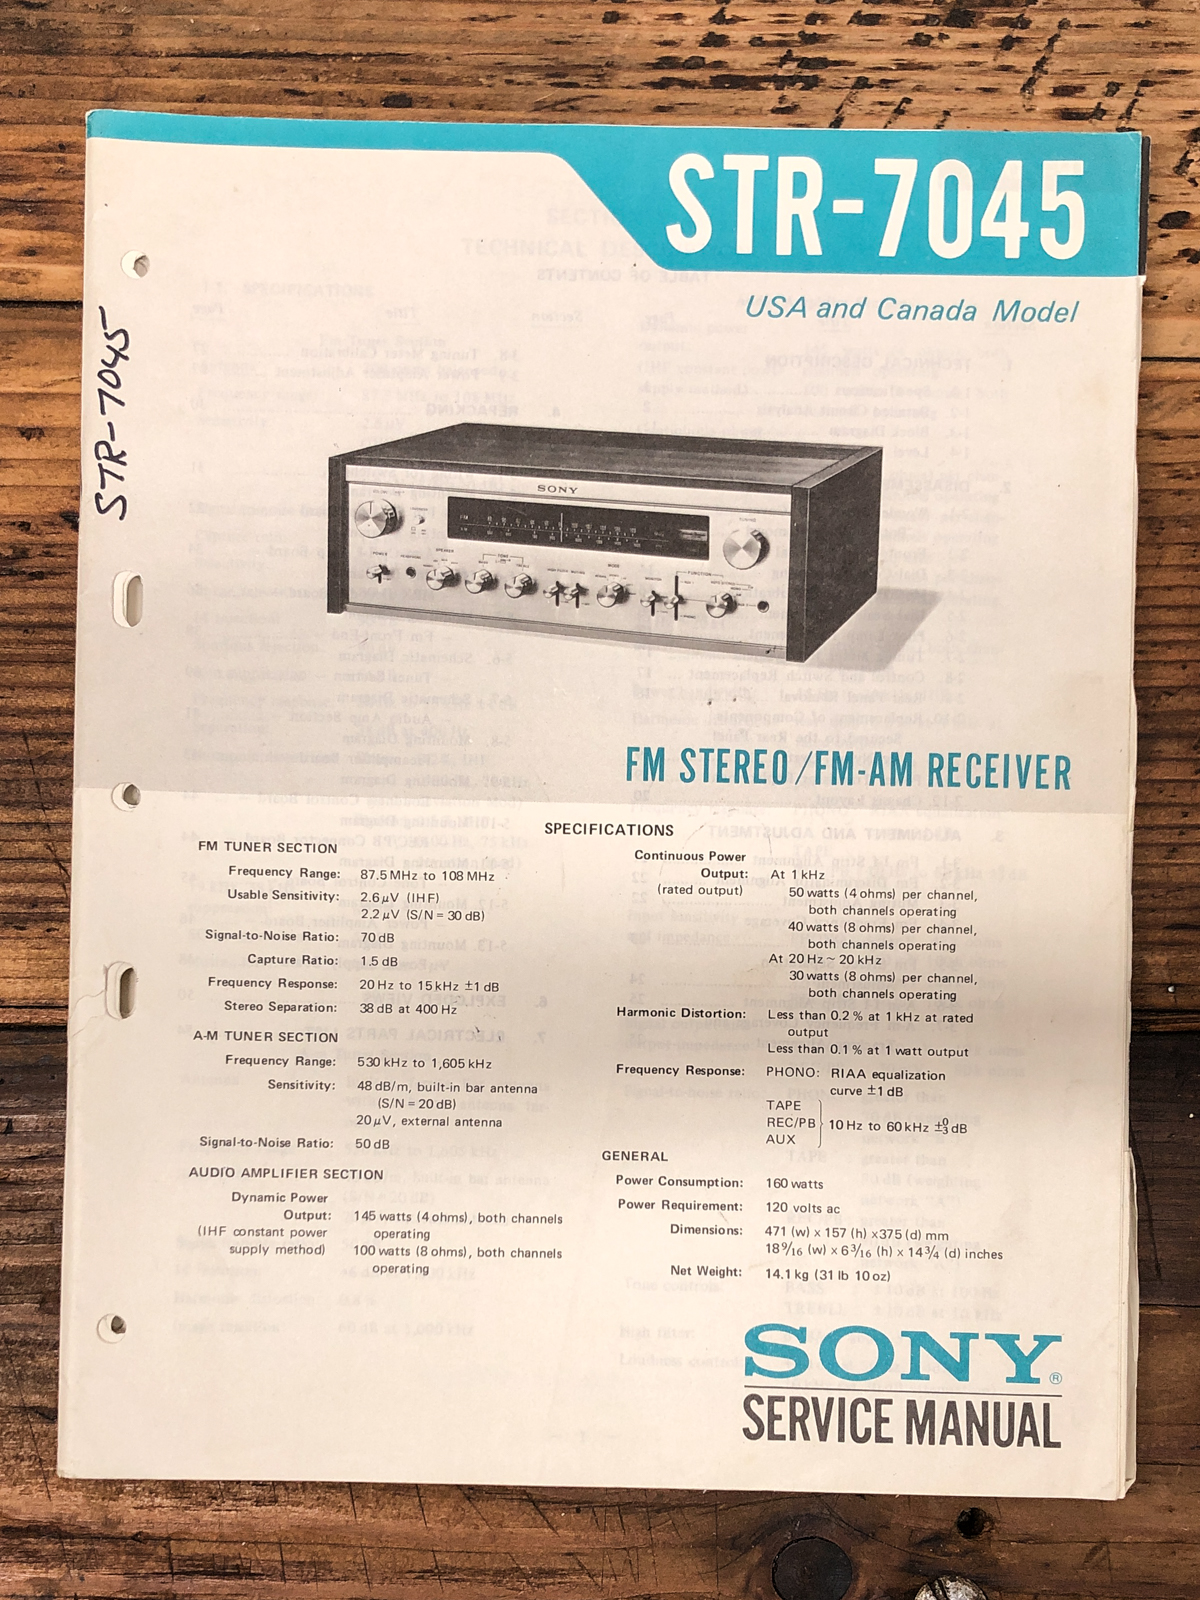 STR-7045
USA and Canada Model
STR-7045
SONY
FM STEREO/FM-AM RECEIVER
SPECIFICATIONS
FM TUNER SECTION
Frequency Range: 87.5 MHz to 108 MHz
Usable Sensitivity: 2.6 μV (IHF)
2.2 μV (S/N = 30 dB)
Signal-to-Noise Ratio: 70 dB
Capture Ratio: 1.5 dB
Frequency Response: 20 Hz to 15 kHz ±1 dB
Stereo Separation: 38 dB at 400 Hz
A-M TUNER SECTION
Frequency Range: 530 kHz to 1,605 kHz
Sensitivity: 48 dB/m, built-in bar antenna
(S/N = 20 dB)
20 μV, external antenna
Signal-to-Noise Ratio: 50 dB
AUDIO AMPLIFIER SECTION
Dynamic Power
Output: 145 watts (4 ohms), both channels
(IHF constant power operating
supply method) 100 watts (8 ohms), both channels
operating
Continuous Power
Output: At 1 kHz
(rated output) 50 watts (4 ohms) per channel,
both channels operating
40 watts (8 ohms) per channel,
both channels operating
At 20 Hz ~ 20 kHz
30 watts (8 ohms) per channel,
both channels operating
Harmonic Distortion: Less than 0.2 % at 1 kHz at rated
output
Less than 0.1 % at 1 watt output
Frequency Response: PHONO: RIAA equalization
curve ±1 dB
TAPE
REC/PB 10 Hz to 60 kHz ±0/3 dB
AUX
GENERAL
Power Consumption: 160 watts
Power Requirement: 120 volts ac
Dimensions: 471 (w) x 157 (h) x 375 (d) mm
18 9/16 (w) x 6 3/16 (h) x 14 3/4 (d) inches
Net Weight: 14.1 kg (31 lb 10 oz)
SONY®
SERVICE MANUAL